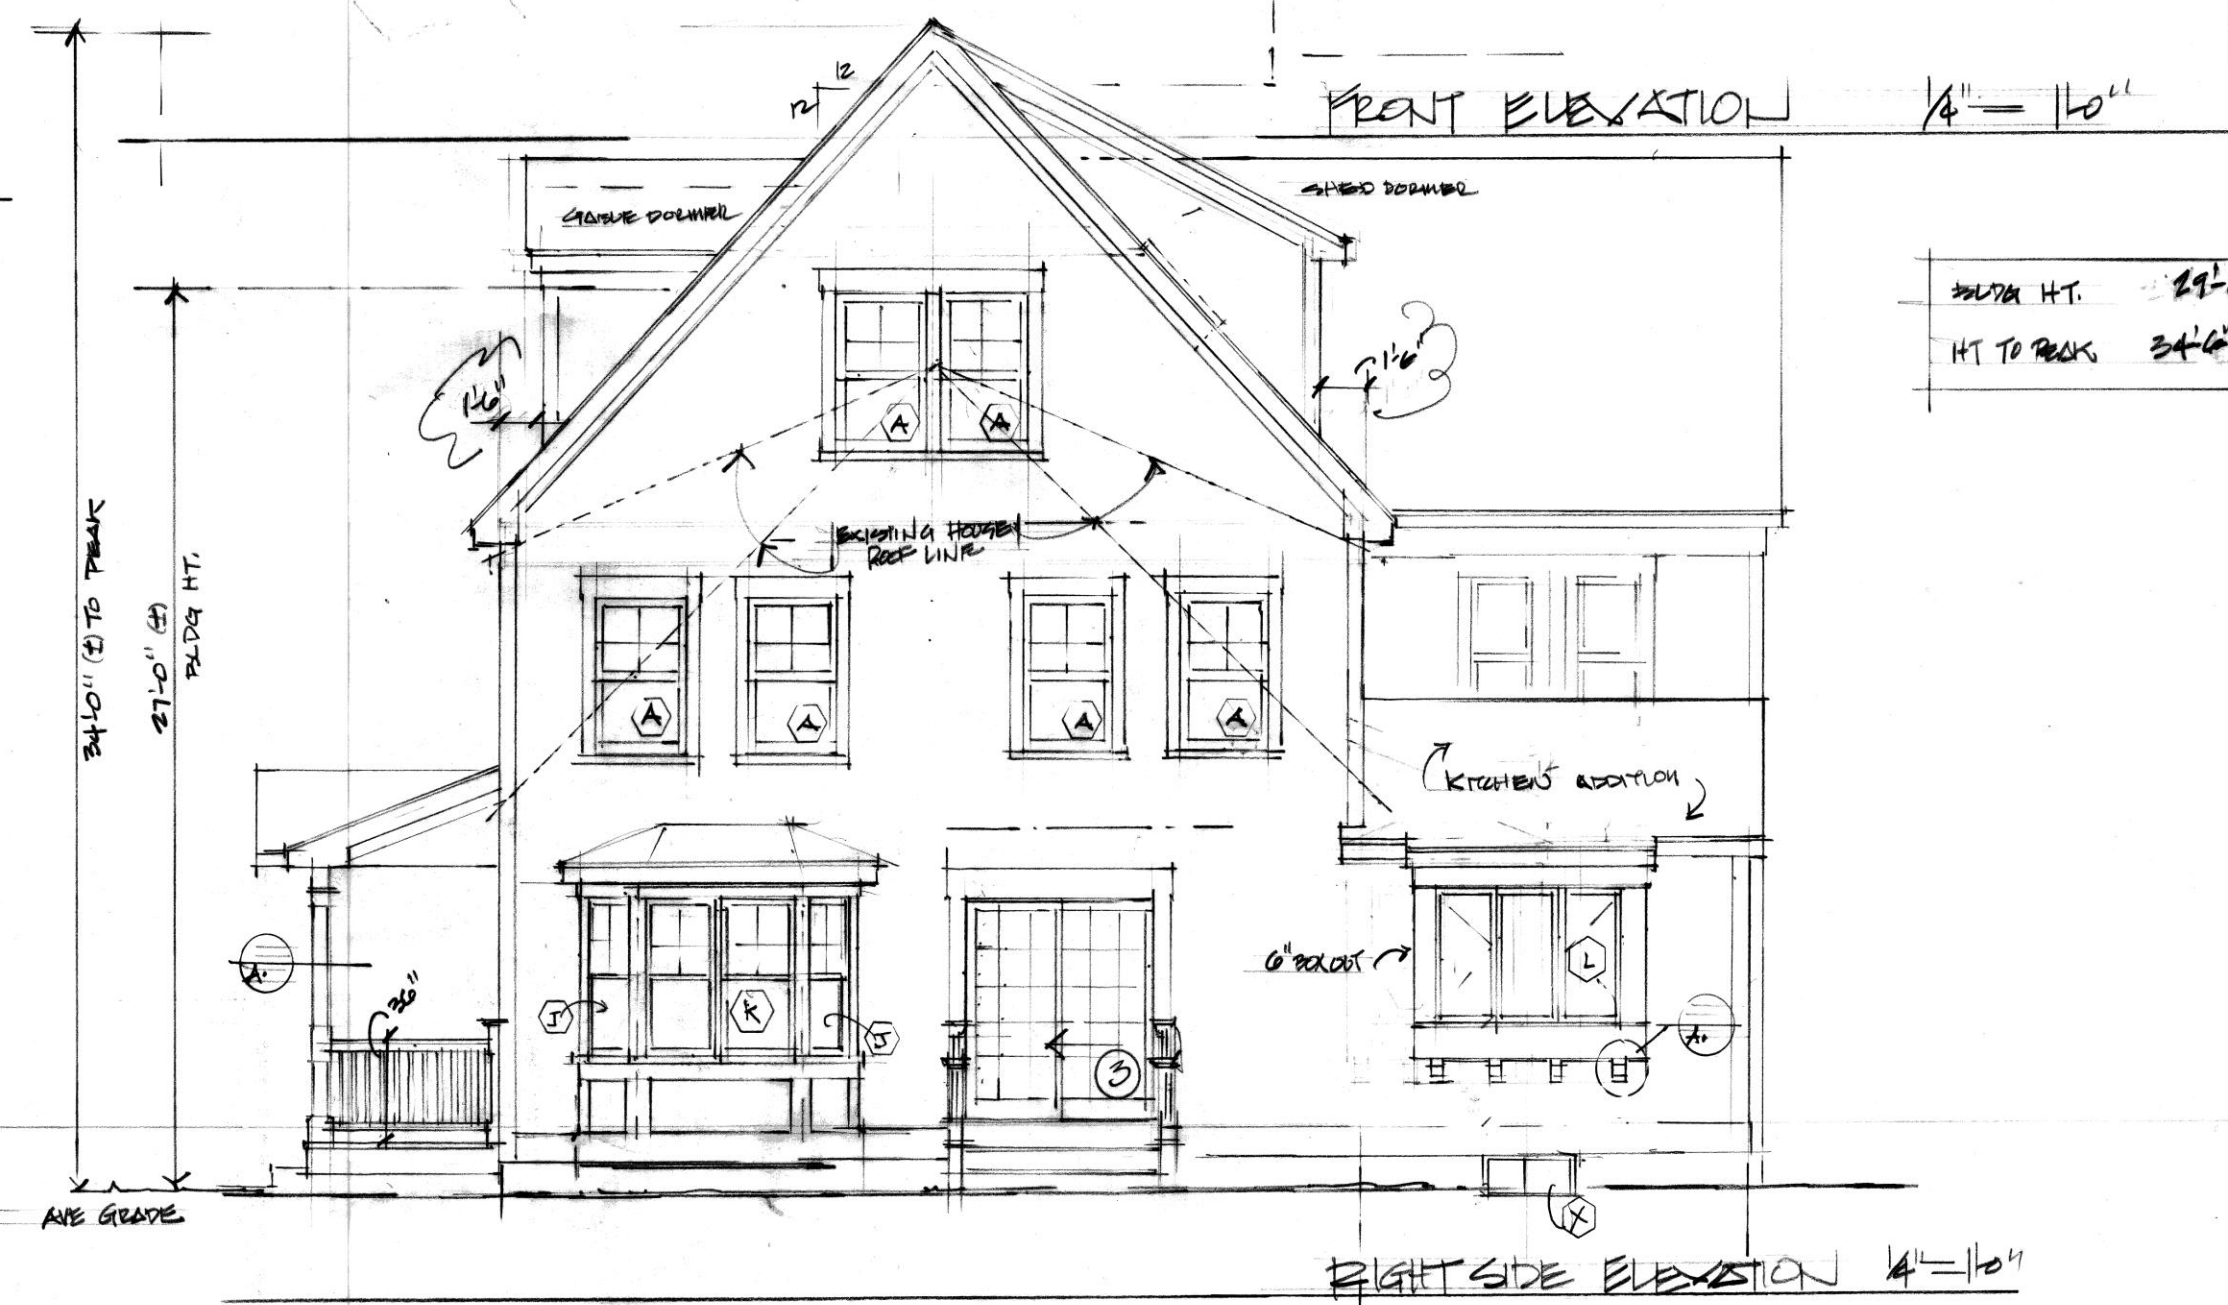 12
12
FRONT ELEVATION 1/4" = 1'-0"
GABLE DORMER
SHED DORMER
BLDG HT. 29'-
HT TO PEAK 34'-6"
1'-6"
1'-6"
A
A
EXISTING HOUSE
ROOF LINE
34'-0" (±) TO PEAK
27'-0" (±)
BLDG HT.
A
A
A
A
KITCHEN ADDITION
6" BOXOUT
A.
36"
J
K
J
3
L
A.
X
AVE GRADE
RIGHT SIDE ELEVATION 1/4" = 1'-0"